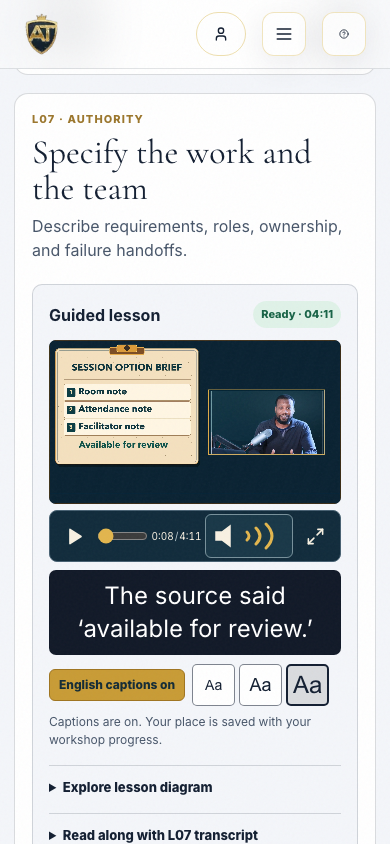 AT
L07 · AUTHORITY
Specify the work and
the team
Describe requirements, roles, ownership,
and failure handoffs.
Guided lesson
Ready · 04:11
SESSION OPTION BRIEF
1 Room note
2 Attendance note
3 Facilitator note
Available for review
0:08/4:11
The source said
‘available for review.’
English captions on
Aa
Aa
Aa
Captions are on. Your place is saved with your
workshop progress.
Explore lesson diagram
Read along with L07 transcript